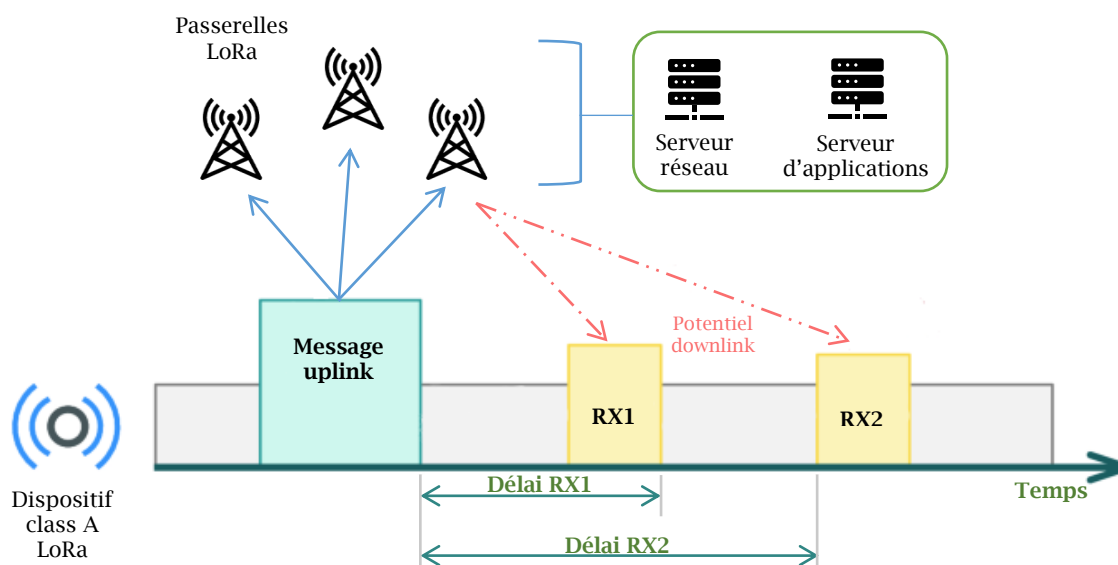 Passerelles
LoRa
Serveur
réseau
Serveur
d'applications
Potentiel
downlink
Message
uplink
RX1
RX2
Dispositif
class A
LoRa
Délai RX1
Temps
Délai RX2